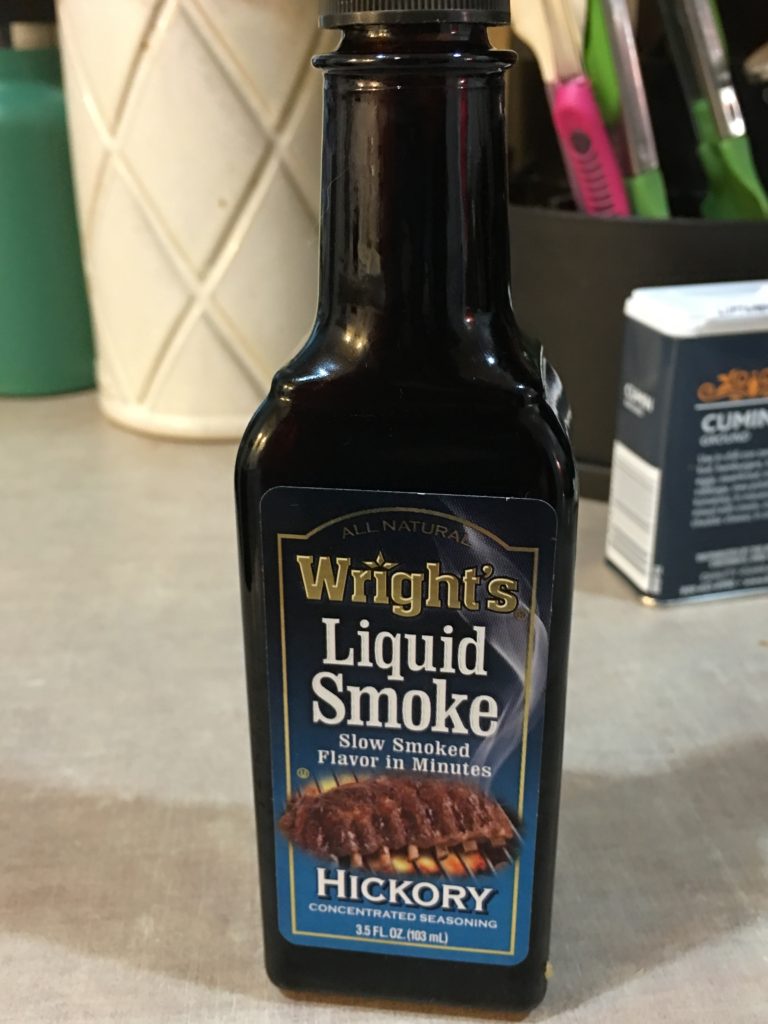 ALL NATURAL
Wright's®
Liquid
Smoke
Slow Smoked
Flavor in Minutes
HICKORY
CONCENTRATED SEASONING
3.5 FL. OZ. (103 mL)
CUMIN
GROUND